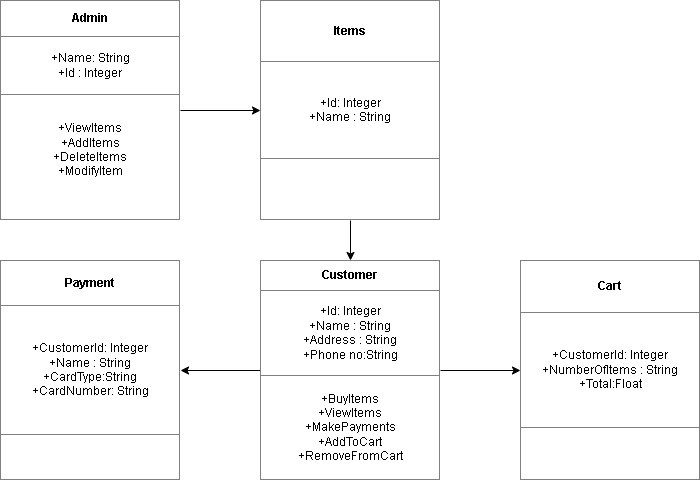 Admin
+Name: String
+Id : Integer
+ViewItems
+AddItems
+DeleteItems
+ModifyItem
Items
+Id: Integer
+Name : String
Payment
+CustomerId: Integer
+Name : String
+CardType:String
+CardNumber: String
Customer
+Id: Integer
+Name : String
+Address : String
+Phone no:String
+BuyItems
+ViewItems
+MakePayments
+AddToCart
+RemoveFromCart
Cart
+CustomerId: Integer
+NumberOfItems : String
+Total:Float